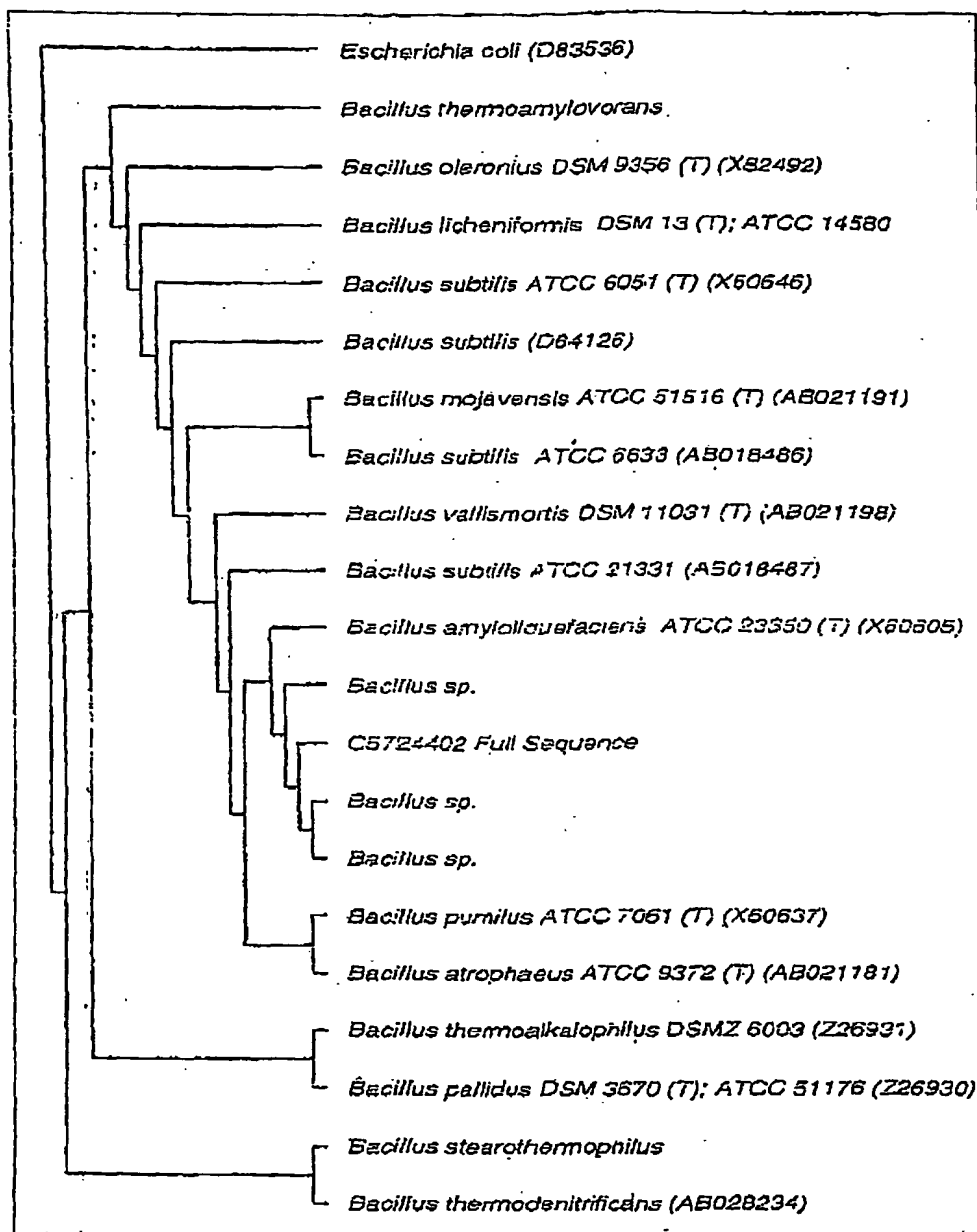 Escherichia coli (D83536)
Bacillus thermoamylovorans
Bacillus oleronius DSM 9356 (T) (X82492)
Bacillus licheniformis DSM 13 (T); ATCC 14580
Bacillus subtilis ATCC 6051 (T) (X60646)
Bacillus subtilis (D64126)
Bacillus mojavensis ATCC 51516 (T) (AB021191)
Bacillus subtilis ATCC 6633 (AB018486)
Bacillus vallismortis DSM 11031 (T) (AB021198)
Bacillus subtilis ATCC 21331 (AB018487)
Bacillus amyloliquefaciens ATCC 23350 (T) (X60605)
Bacillus sp.
C5724402 Full Sequence
Bacillus sp.
Bacillus sp.
Bacillus pumilus ATCC 7061 (T) (X60637)
Bacillus atrophaeus ATCC 9372 (T) (AB021181)
Bacillus thermoalkalophilus DSMZ 6003 (Z26931)
Bacillus pallidus DSM 3670 (T); ATCC 51176 (Z26930)
Bacillus stearothermophilus
Bacillus thermodenitrificans (AB028234)